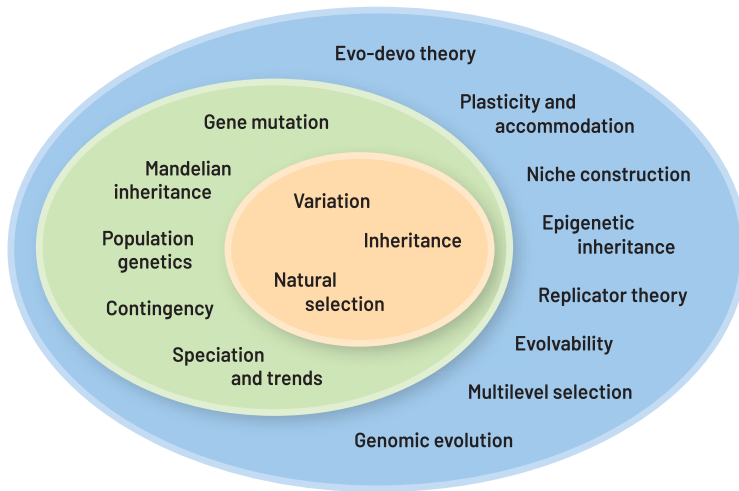 Evo-devo theory
Plasticity and
accommodation
Niche construction
Epigenetic
inheritance
Replicator theory
Evolvability
Multilevel selection
Genomic evolution
Gene mutation
Mandelian
inheritance
Population
genetics
Contingency
Speciation
and trends
Variation
Inheritance
Natural
selection